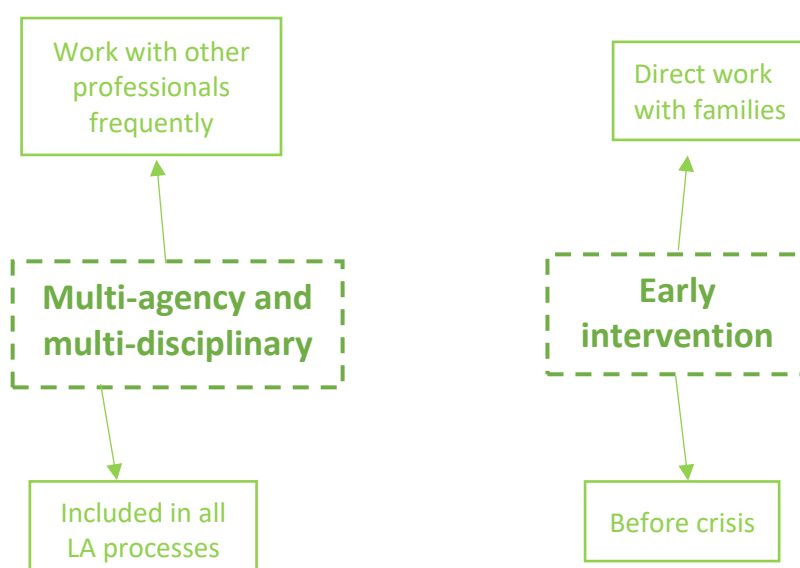 Work with other
professionals
frequently
Direct work
with families
Multi-agency and
multi-disciplinary
Early
intervention
Included in all
LA processes
Before crisis